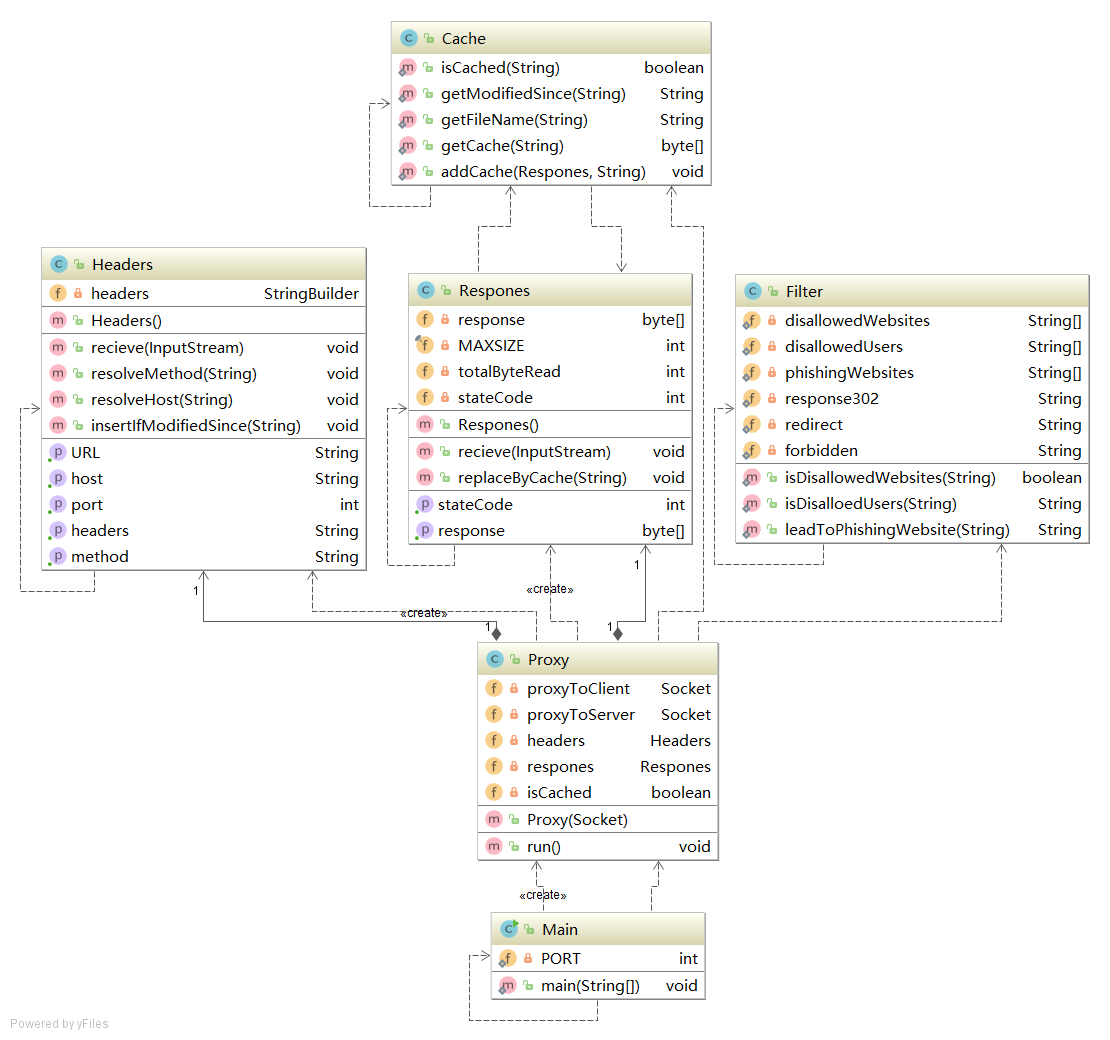 Cache
isCached(String) boolean
getModifiedSince(String) String
getFileName(String) String
getCache(String) byte[]
addCache(Respones, String) void
Headers
headers StringBuilder
Headers()
recieve(InputStream) void
resolveMethod(String) void
resolveHost(String) void
insertIfModifiedSince(String) void
URL String
host String
port int
headers String
method String
Respones
response byte[]
MAXSIZE int
totalByteRead int
stateCode int
Respones()
recieve(InputStream) void
replaceByCache(String) void
stateCode int
response byte[]
Filter
disallowedWebsites String[]
disallowedUsers String[]
phishingWebsites String[]
response302 String
redirect String
forbidden String
isDisallowedWebsites(String) boolean
isDisalloedUsers(String) String
leadToPhishingWebsite(String) String
1
1
«create»
«create»
1
1
Proxy
proxyToClient Socket
proxyToServer Socket
headers Headers
respones Respones
isCached boolean
Proxy(Socket)
run() void
«create»
Main
PORT int
main(String[]) void
Powered by yFiles